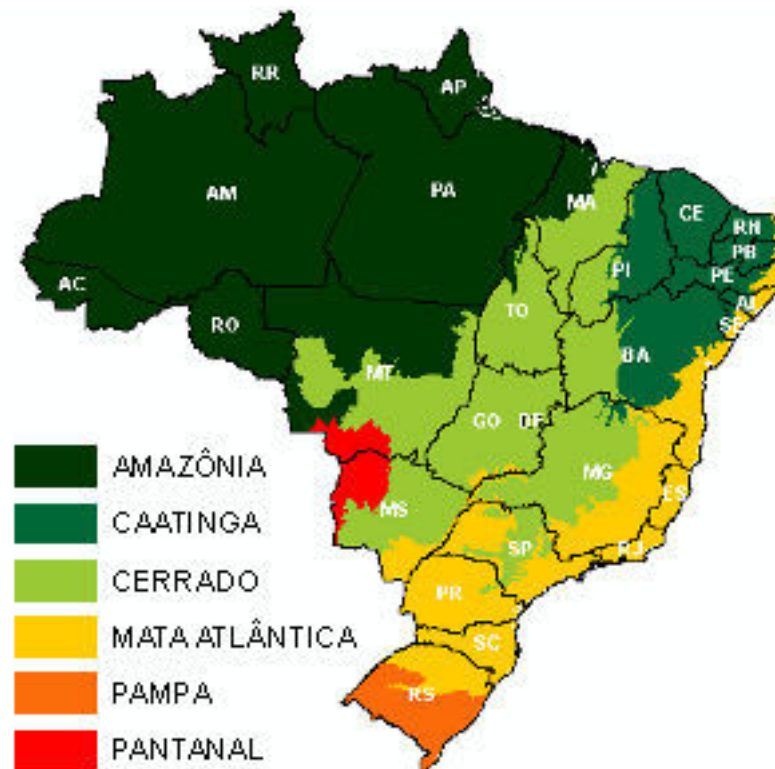 RR
AP
AM
PA
MA
CE
RN
PB
PI
PE
AC
AL
TO
SE
RO
BA
MT
GO
DF
MG
ES
MS
SP
RJ
PR
SC
RS
AMAZÔNIA
CAATINGA
CERRADO
MATA ATLÂNTICA
PAMPA
PANTANAL